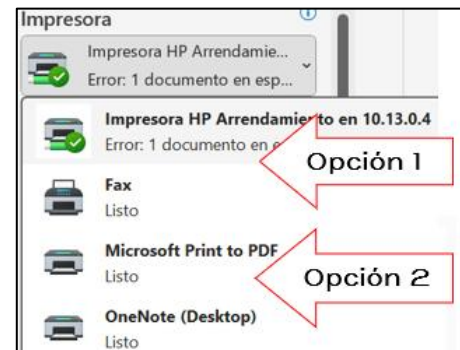 Impresora
Impresora HP Arrendamie...
Error: 1 documento en esp...
Impresora HP Arrendamiento en 10.13.0.4
Error: 1 documento en
Opción 1
Fax
Listo
Microsoft Print to PDF
Listo
Opción 2
OneNote (Desktop)
Listo